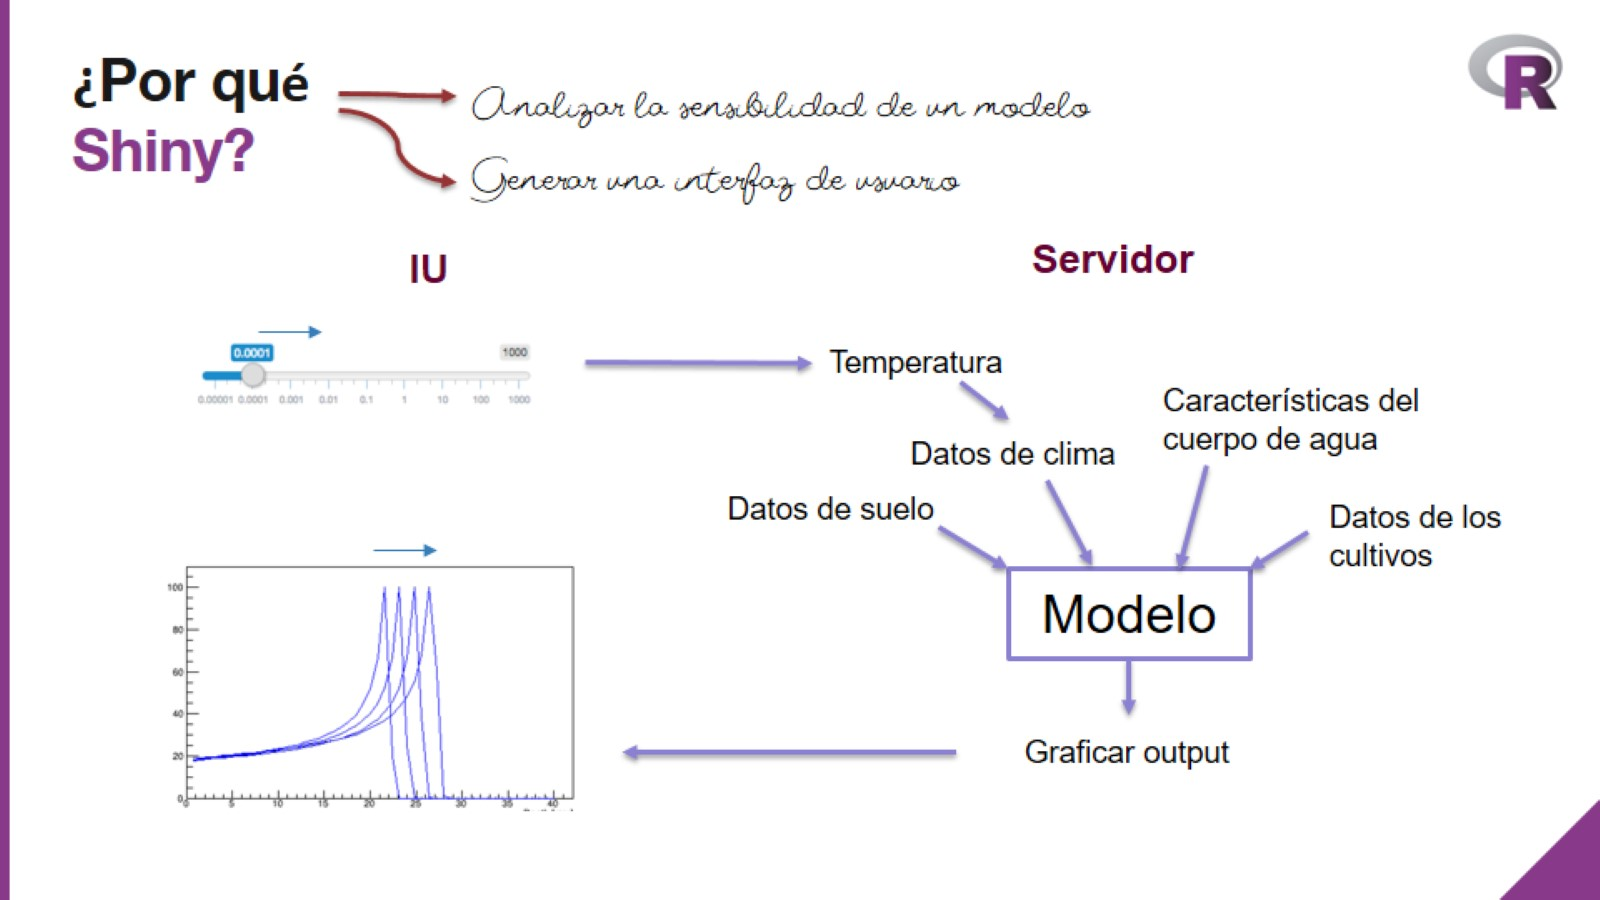 ¿Por qué
Shiny?
Analizar la sensibilidad de un modelo
Generar una interfaz de usuario
R
IU
Servidor
0.0001
1000
0.00001 0.0001 0.001 0.01 0.1 1 10 100 1000
Temperatura
Características del
cuerpo de agua
Datos de clima
Datos de suelo
Datos de los
cultivos
Modelo
Graficar output
100
80
60
40
20
0
0 5 10 15 20 25 30 35 40